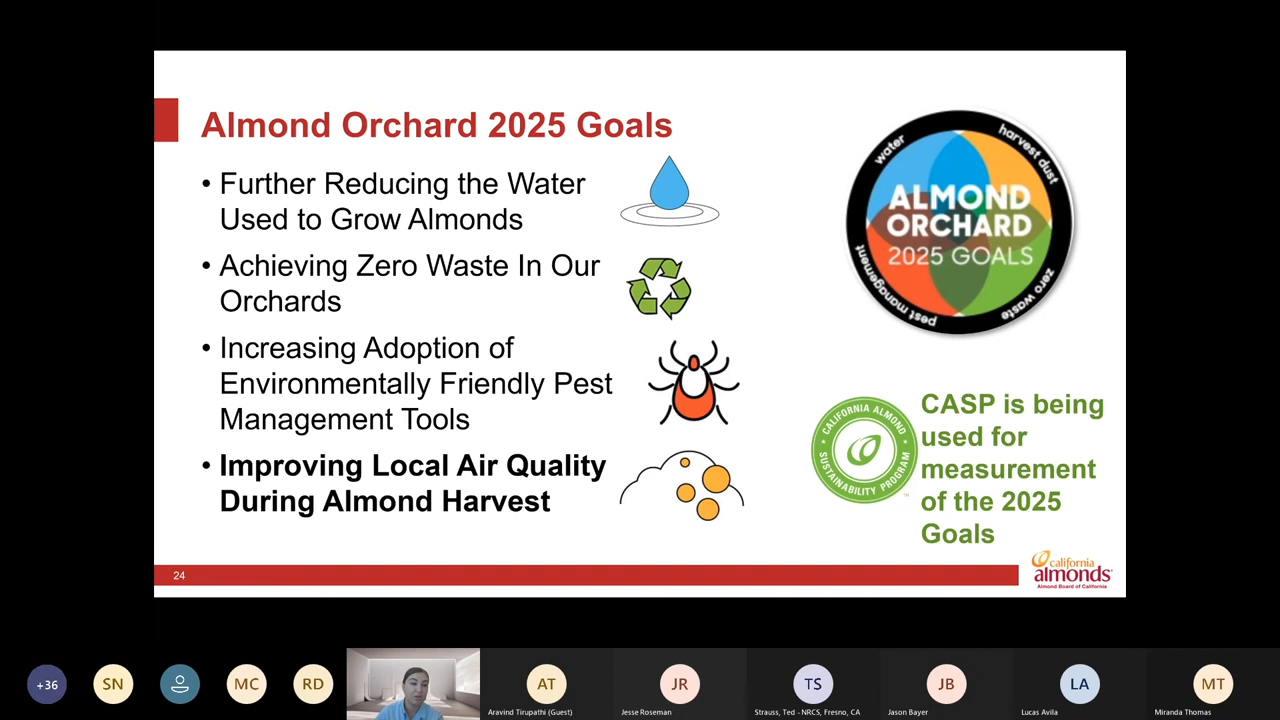 Almond Orchard 2025 Goals
• Further Reducing the Water
Used to Grow Almonds
• Achieving Zero Waste In Our
Orchards
• Increasing Adoption of
Environmentally Friendly Pest
Management Tools
• Improving Local Air Quality
During Almond Harvest
water
harvest dust
ALMOND
ORCHARD
2025 GOALS
pest management
zero waste
CALIFORNIA ALMOND
SUSTAINABILITY PROGRAM
TM
CASP is being
used for
measurement
of the 2025
Goals
24
california
almonds
Almond Board of California
+36
SN
MC
RD
AT
JR
TS
JB
LA
MT
Aravind Tirupathi (Guest)
Jesse Roseman
Strauss, Ted - NRCS, Fresno, CA
Jason Bayer
Lucas Avila
Miranda Thomas